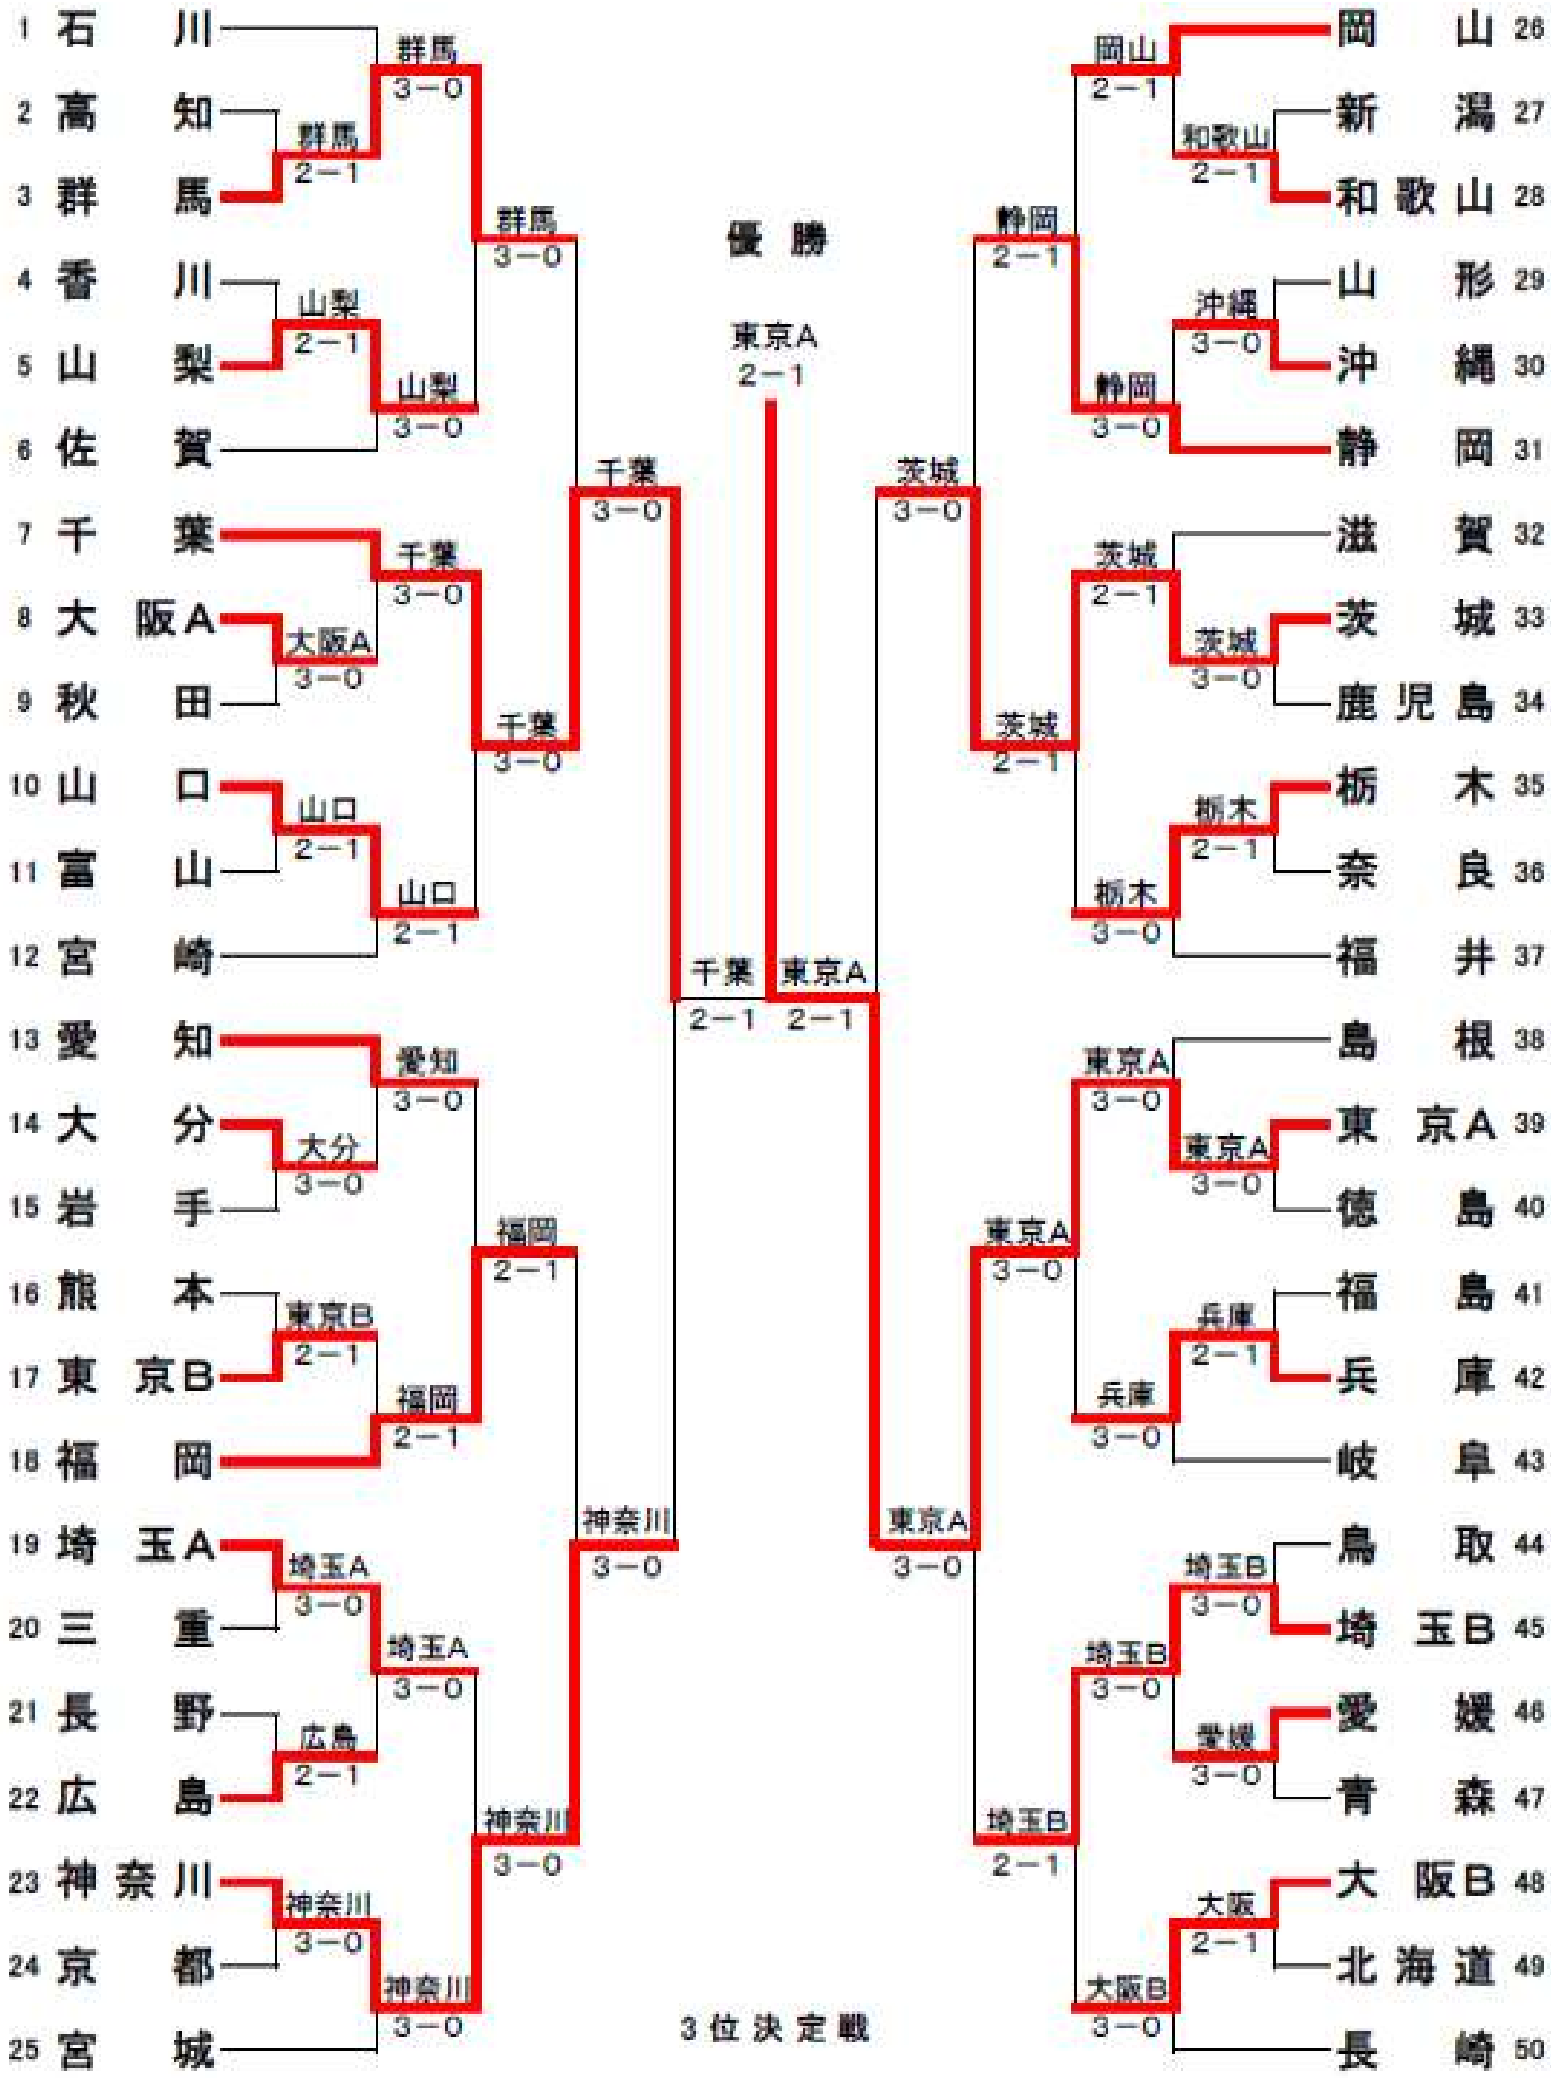 1 石川
群馬
3-0
2 高知
群馬
2-1
3 群馬
群馬
3-0
4 香川
山梨
2-1
5 山梨
山梨
3-0
6 佐賀
千葉
3-0
7 千葉
千葉
3-0
8 大阪A
大阪A
3-0
9 秋田
千葉
3-0
10 山口
山口
2-1
11 富山
山口
2-1
12 宮崎
千葉
2-1
13 愛知
愛知
3-0
14 大分
大分
3-0
15 岩手
福岡
2-1
16 熊本
東京B
2-1
17 東京B
福岡
2-1
18 福岡
神奈川
3-0
19 埼玉A
埼玉A
3-0
20 三重
埼玉A
3-0
21 長野
広島
2-1
22 広島
神奈川
3-0
23 神奈川
神奈川
3-0
24 京都
神奈川
3-0
25 宮城
優勝
東京A
2-1
3位決定戦
岡山 26
岡山
2-1
新潟 27
和歌山
2-1
和歌山 28
静岡
2-1
山形 29
沖縄
3-0
沖縄 30
静岡
3-0
静岡 31
茨城
3-0
滋賀 32
茨城
2-1
茨城 33
茨城
3-0
鹿児島 34
茨城
2-1
栃木 35
栃木
2-1
奈良 36
栃木
3-0
福井 37
東京A
2-1
島根 38
東京A
3-0
東京A 39
東京A
3-0
徳島 40
東京A
3-0
福島 41
兵庫
2-1
兵庫 42
兵庫
3-0
岐阜 43
東京A
3-0
鳥取 44
埼玉B
3-0
埼玉B 45
埼玉B
3-0
愛媛 46
愛媛
3-0
青森 47
埼玉B
2-1
大阪B 48
大阪
2-1
北海道 49
大阪B
3-0
長崎 50